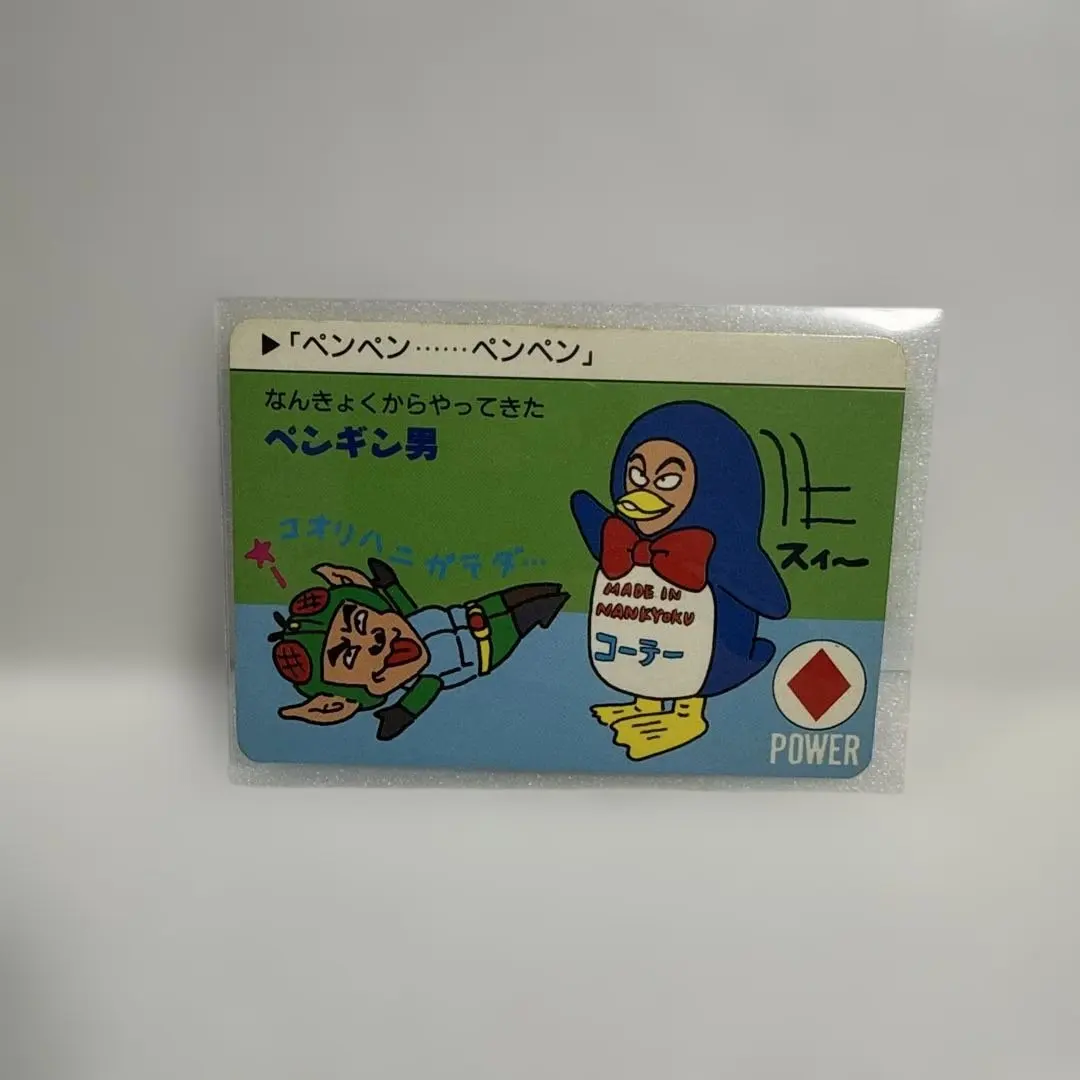 ▶「ペンペン……ペンペン」
なんきょくからやってきた
ペンギン男
コオリハニガテダ…
スィ〜
MADE IN
NANKYOKU
コーテー
POWER